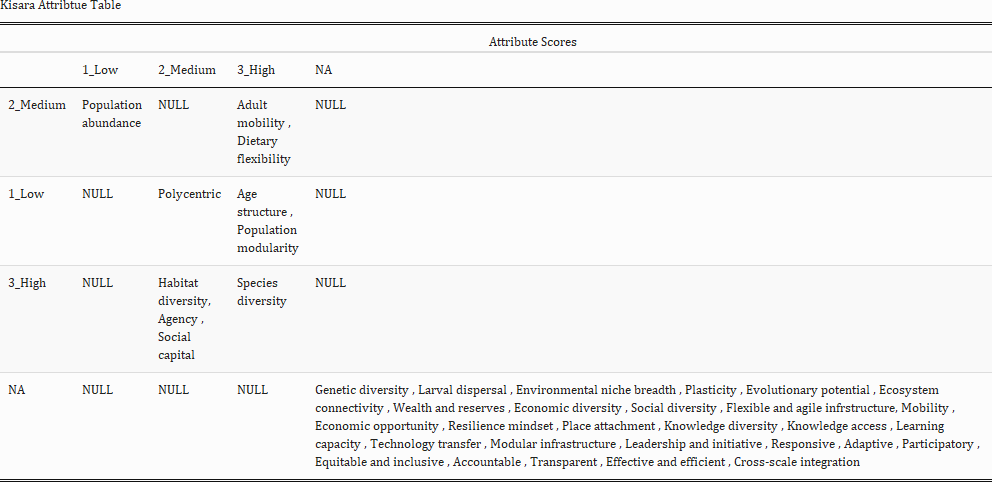 Kisara Attribtue Table
Attribute Scores
1_Low 2_Medium 3_High NA
2_Medium Population NULL Adult NULL
abundance mobility ,
Dietary
flexibility
1_Low NULL Polycentric Age NULL
structure ,
Population
modularity
3_High NULL Habitat Species NULL
diversity, diversity
Agency ,
Social
capital
NA NULL NULL NULL Genetic diversity , Larval dispersal , Environmental niche breadth , Plasticity , Evolutionary potential , Ecosystem
connectivity , Wealth and reserves , Economic diversity , Social diversity , Flexible and agile infrstructure, Mobility ,
Economic opportunity , Resilience mindset , Place attachment , Knowledge diversity , Knowledge access , Learning
capacity , Technology transfer , Modular infrastructure , Leadership and initiative , Responsive , Adaptive , Participatory ,
Equitable and inclusive , Accountable , Transparent , Effective and efficient , Cross-scale integration